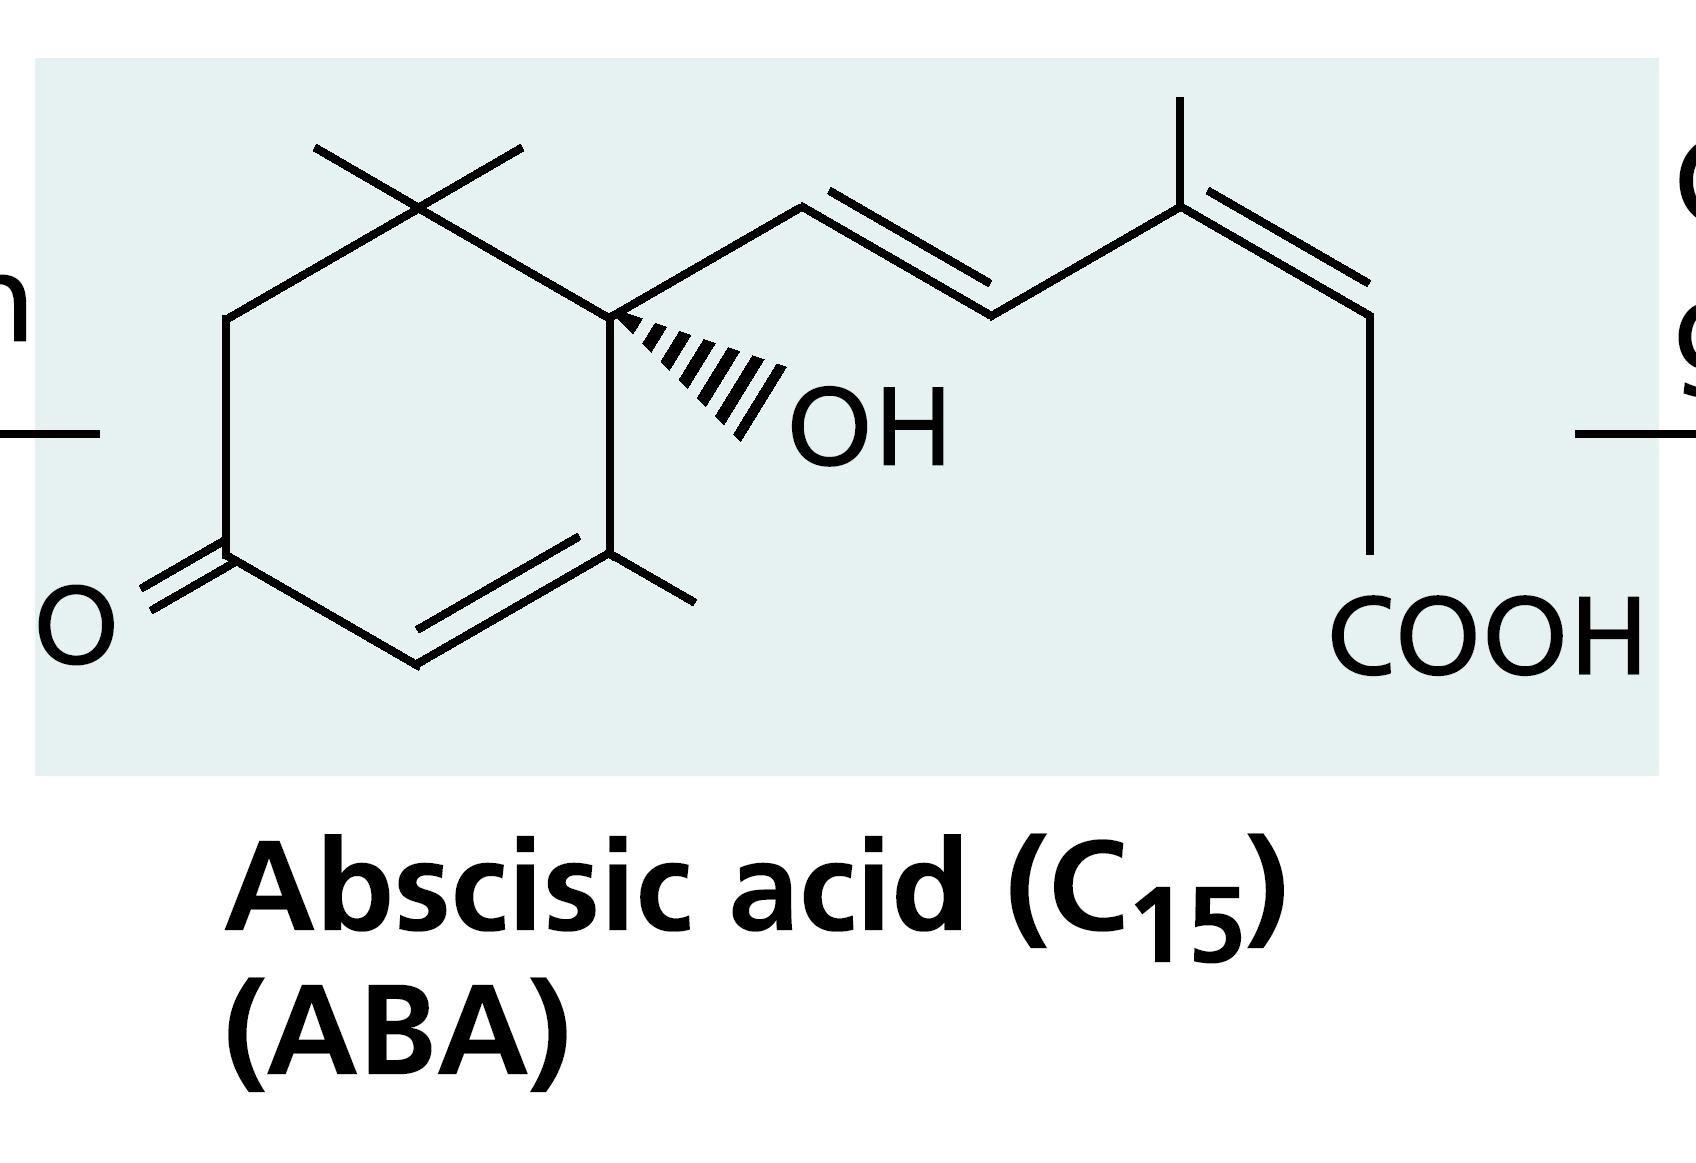 OH
O
COOH
Abscisic acid (C₁₅)
(ABA)